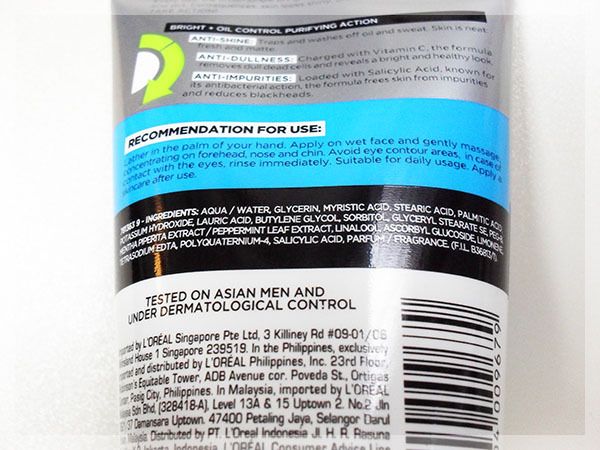 BRIGHT + OIL CONTROL PURIFYING ACTION
ANTI-SHINE: Traps and washes off oil and sweat. Skin is neat
fresh and matte.
ANTI-DULLNESS: Charged with Vitamin C, the formula
removes dull dead cells and reveals a bright and healthy look.
ANTI-IMPURITIES: Loaded with Salicylic Acid, known for
its antibacterial action, the formula frees skin from impurities
and reduces blackheads.
RECOMMENDATION FOR USE:
Lather in the palm of your hand. Apply on wet face and gently massage,
concentrating on forehead, nose and chin. Avoid eye contour areas, in case of
contact with the eyes, rinse immediately. Suitable for daily usage. Apply a
skincare after use.
9 - INGREDIENTS: AQUA / WATER, GLYCERIN, MYRISTIC ACID, STEARIC ACID, PALMITIC
POTASSIUM HYDROXIDE, LAURIC ACID, BUTYLENE GLYCOL, SORBITOL, GLYCERYL STEARATE SE,
MENTHA PIPERITA EXTRACT / PEPPERMINT LEAF EXTRACT, LINALOOL, ASCORBYL GLUCOSIDE,
TETRASODIUM EDTA, POLYQUATERNIUM-4, SALICYLIC ACID, PARFUM / FRAGRANCE. (F.I.L.
TESTED ON ASIAN MEN AND
UNDER DERMATOLOGICAL CONTROL
by L'ORÉAL Singapore Pte Ltd, 3 Killiney Rd #09-01/06
House 1 Singapore 239519. In the Philippines, exclusively
imported and distributed by L'ORÉAL Philippines, Inc. 23rd Floor,
Equitable Tower, ADB Avenue cor. Poveda St., Ortigas
Pasig City, Philippines. In Malaysia, imported by L'ORÉAL
Sdn Bhd, (328418-A), Level 13A & 15 Uptown 2. No.2 Jln
37 Damansara Uptown. 47400 Petaling Jaya, Selangor Darul
Malaysia. Distributed by PT. L'Oreal Indonesia Jl. H. R. Rasuna
Jakarta Indonesia. L'ORÉAL Consumer Advice Line